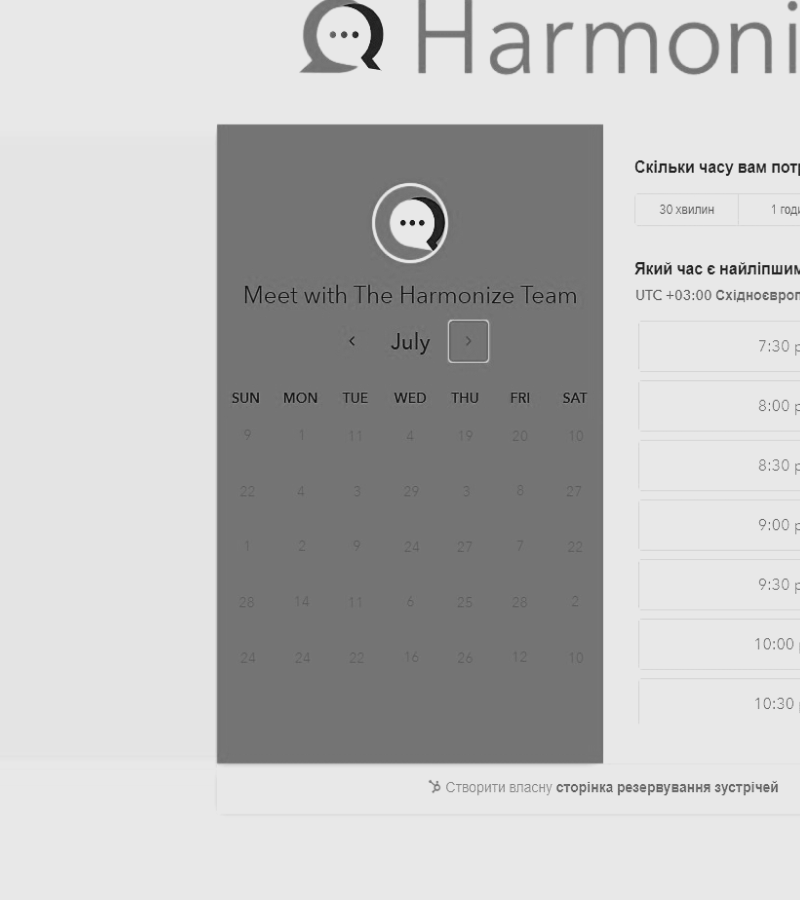 Harmoni
Meet with The Harmonize Team
July
SUN MON TUE WED THU FRI SAT
9 1 11 4 19 20 10
22 4 3 29 3 8 27
1 2 9 24 27 7 22
28 14 11 6 25 28 2
24 24 22 16 26 12 10
Скільки часу вам потр
30 хвилин 1 годи
Який час є найліпшим
UTC +03:00 Східноєвроп
7:30 p
8:00 p
8:30 p
9:00 p
9:30 p
10:00 p
10:30 p
Створити власну сторінка резервування зустрічей